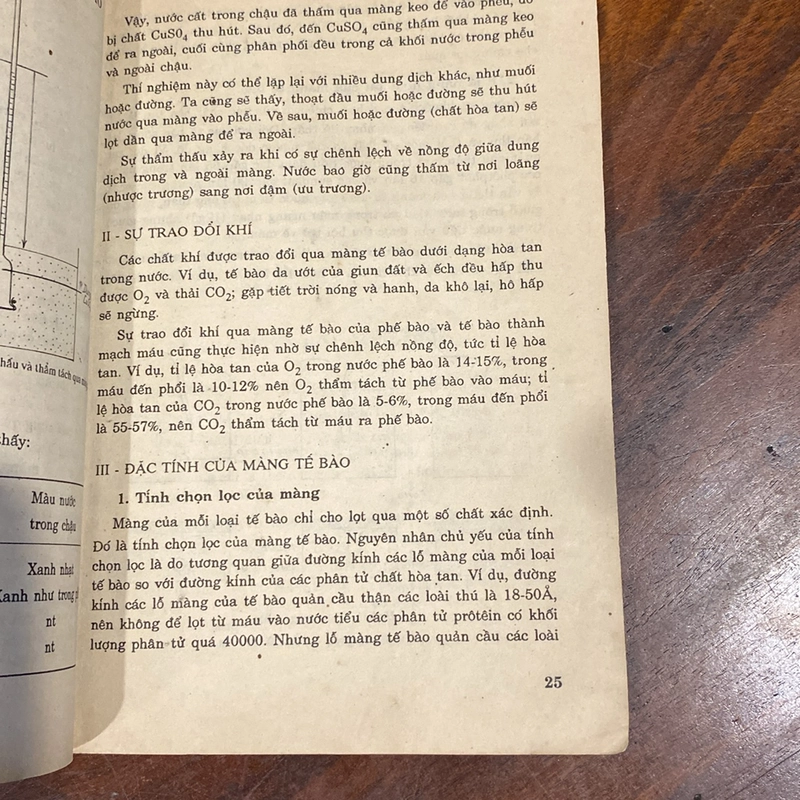 hấu và thẩm tách qua
hấy:
Màu nước
trong chậu
Xanh nhạt
Xanh như trong
nt
nt
Vậy, nước cất trong chậu đã thấm qua màng keo để vào phễu, do
bị chất CuSO4 thu hút. Sau đó, đến CuSO4 cũng thấm qua màng keo
để ra ngoài, cuối cùng phân phối đều trong cả khối nước trong phễu
và ngoài chậu.
Thí nghiệm này có thể lặp lại với nhiều dung dịch khác, như muối
hoặc đường. Ta cũng sẽ thấy, thoạt đầu muối hoặc đường sẽ thu hút
nước qua màng vào phễu. Về sau, muối hoặc đường (chất hòa tan) sẽ
lọt dần qua màng để ra ngoài.
Sự thẩm thấu xảy ra khi có sự chênh lệch về nồng độ giữa dung
dịch trong và ngoài màng. Nước bao giờ cũng thấm từ nơi loãng
(nhược trương) sang nơi đậm (ưu trương).
II - SỰ TRAO ĐỔI KHÍ
Các chất khí được trao đổi qua màng tế bào dưới dạng hòa tan
trong nước. Ví dụ, tế bào da ướt của giun đất và ếch đều hấp thu
được O2 và thải CO2; gặp tiết trời nóng và hanh, da khô lại, hô hấp
sẽ ngừng.
Sự trao đổi khí qua màng tế bào của phế bào và tế bào thành
mạch máu cũng thực hiện nhờ sự chênh lệch nồng độ, tức tỉ lệ hòa
tan. Ví dụ, tỉ lệ hòa tan của O2 trong nước phế bào là 14-15%, trong
máu đến phổi là 10-12% nên O2 thẩm tách từ phế bào vào máu; tỉ
lệ hòa tan của CO2 trong nước phế bào là 5-6%, trong máu đến phổi
là 55-57%, nên CO2 thẩm tách từ máu ra phế bào.
III - ĐẶC TÍNH CỦA MÀNG TẾ BÀO
1. Tính chọn lọc của màng
Màng của mỗi loại tế bào chỉ cho lọt qua một số chất xác định.
Đó là tính chọn lọc của màng tế bào. Nguyên nhân chủ yếu của tính
chọn lọc là do tương quan giữa đường kính các lỗ màng của mỗi loại
tế bào so với đường kính của các phân tử chất hòa tan. Ví dụ, đường
kính các lỗ màng của tế bào quản cầu thận các loài thú là 18-50Å,
nên không để lọt từ máu vào nước tiểu các phân tử prôtêin có khối
lượng phân tử quá 40000. Nhưng lỗ màng tế bào quản cầu các loài
25